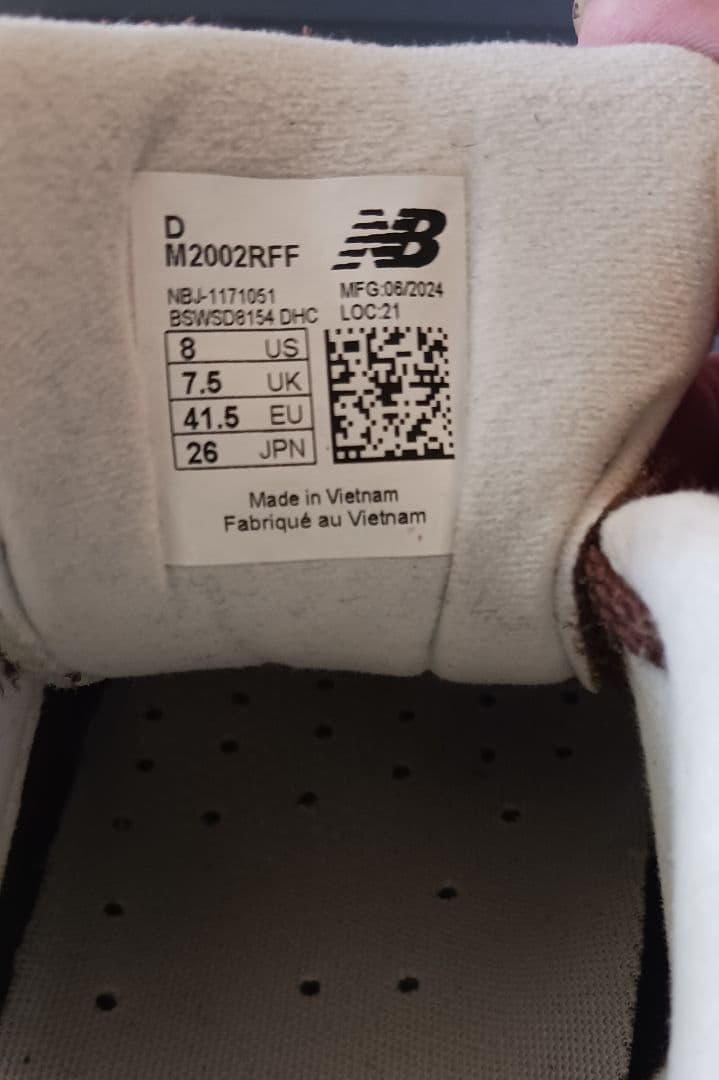 D
M2002RFF
NB
NBJ-1171051
MFG:06/2024
BSWSD8154 DHC
LOC:21
8 US
7.5 UK
41.5 EU
26 JPN
Made in Vietnam
Fabriqué au Vietnam